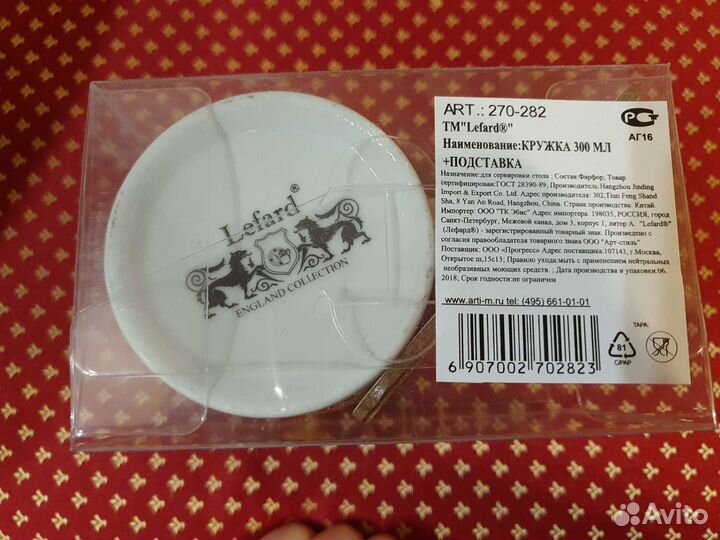 Lefard®
ENGLAND COLLECTION
ART.: 270-282
ТМ"Lefard®"
Наименование:КРУЖКА 300 МЛ
+ПОДСТАВКА
РС
АГ16
Назначение:для сервировки стола ; Состав:Фарфор; Товар
сертифицирован:ГОСТ 28390-89; Производитель:Hangzhou Jinding
Import & Export Co. Ltd. Адрес производителя: 302,Tiun Feng Shand
Sha, 8 Yan An Road, Hangzhou, China. Страна производства: Китай.
Импортер: ООО "ТК Эбис" Адрес импортера: 198035, РОССИЯ, город
Санкт-Петербург, Межевой канал, дом 3, корпус 1, литер А. "Lefard®"
(Лефард®) - зарегистрированный товарный знак. Произведено с
согласия правообладателя товарного знака ООО "Арт-стиль"
Поставщик: ООО «Прогресс» Адрес поставщика:107143, г.Москва,
Открытое ш,15с13; Правило ухода:мыть с применением нейтральных
необразивных моющих средств. ; Дата производства и упаковки:06.
2018; Срок годности:не ограничен
www.arti-m.ru tel: (495) 661-01-01
6 907002 702823
81
C/PAP
ТАРА:
Avito